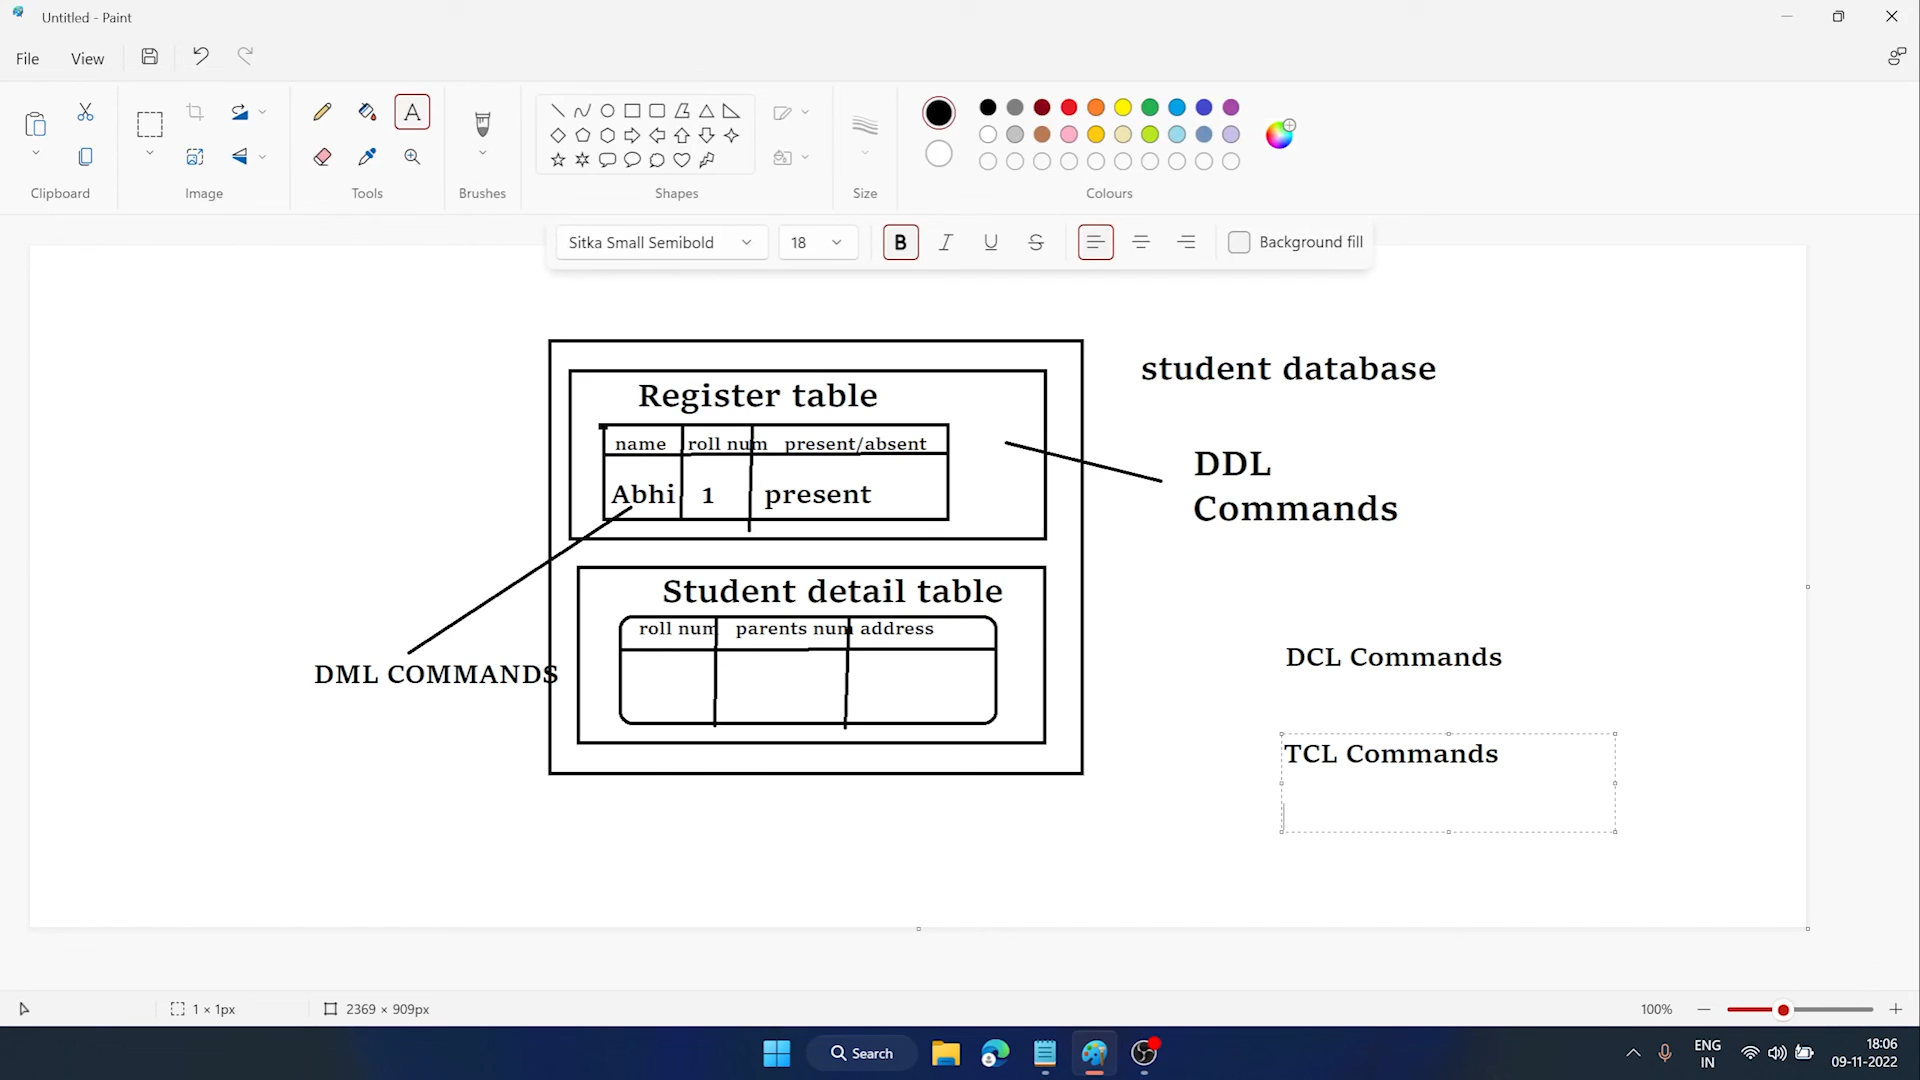 Untitled - Paint
File
View
Clipboard
Image
Tools
Brushes
Shapes
Size
Colours
A
Sitka Small Semibold
18
B
I
U
S
Background fill
student database
Register table
name roll num present/absent
Abhi 1 present
DDL
Commands
Student detail table
roll num parents num address
DML COMMANDS
DCL Commands
TCL Commands
1 × 1px
2369 × 909px
100%
Search
ENG
IN
18:06
09-11-2022